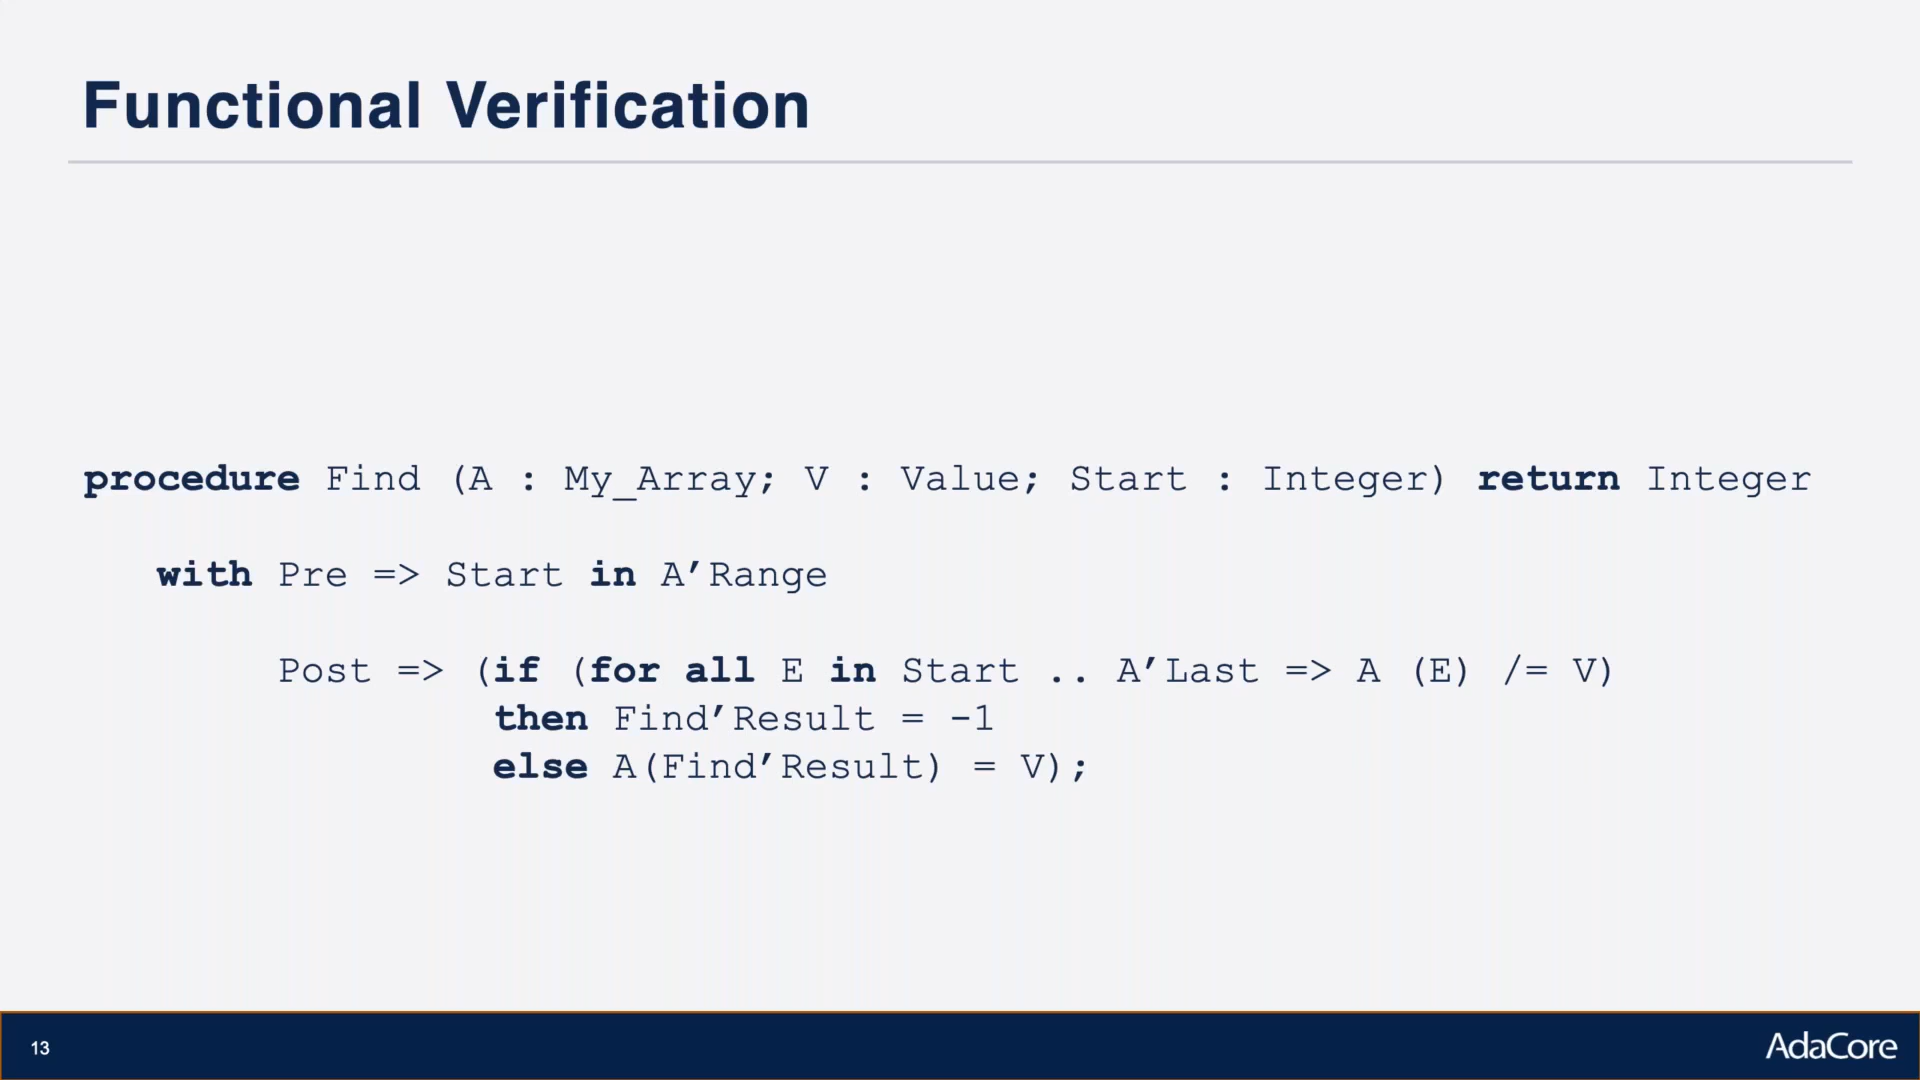 Functional Verification
procedure Find (A : My_Array; V : Value; Start : Integer) return Integer
with Pre => Start in A’Range
Post => (if (for all E in Start .. A’Last => A (E) /= V)
then Find’Result = -1
else A(Find’Result) = V);
13
AdaCore